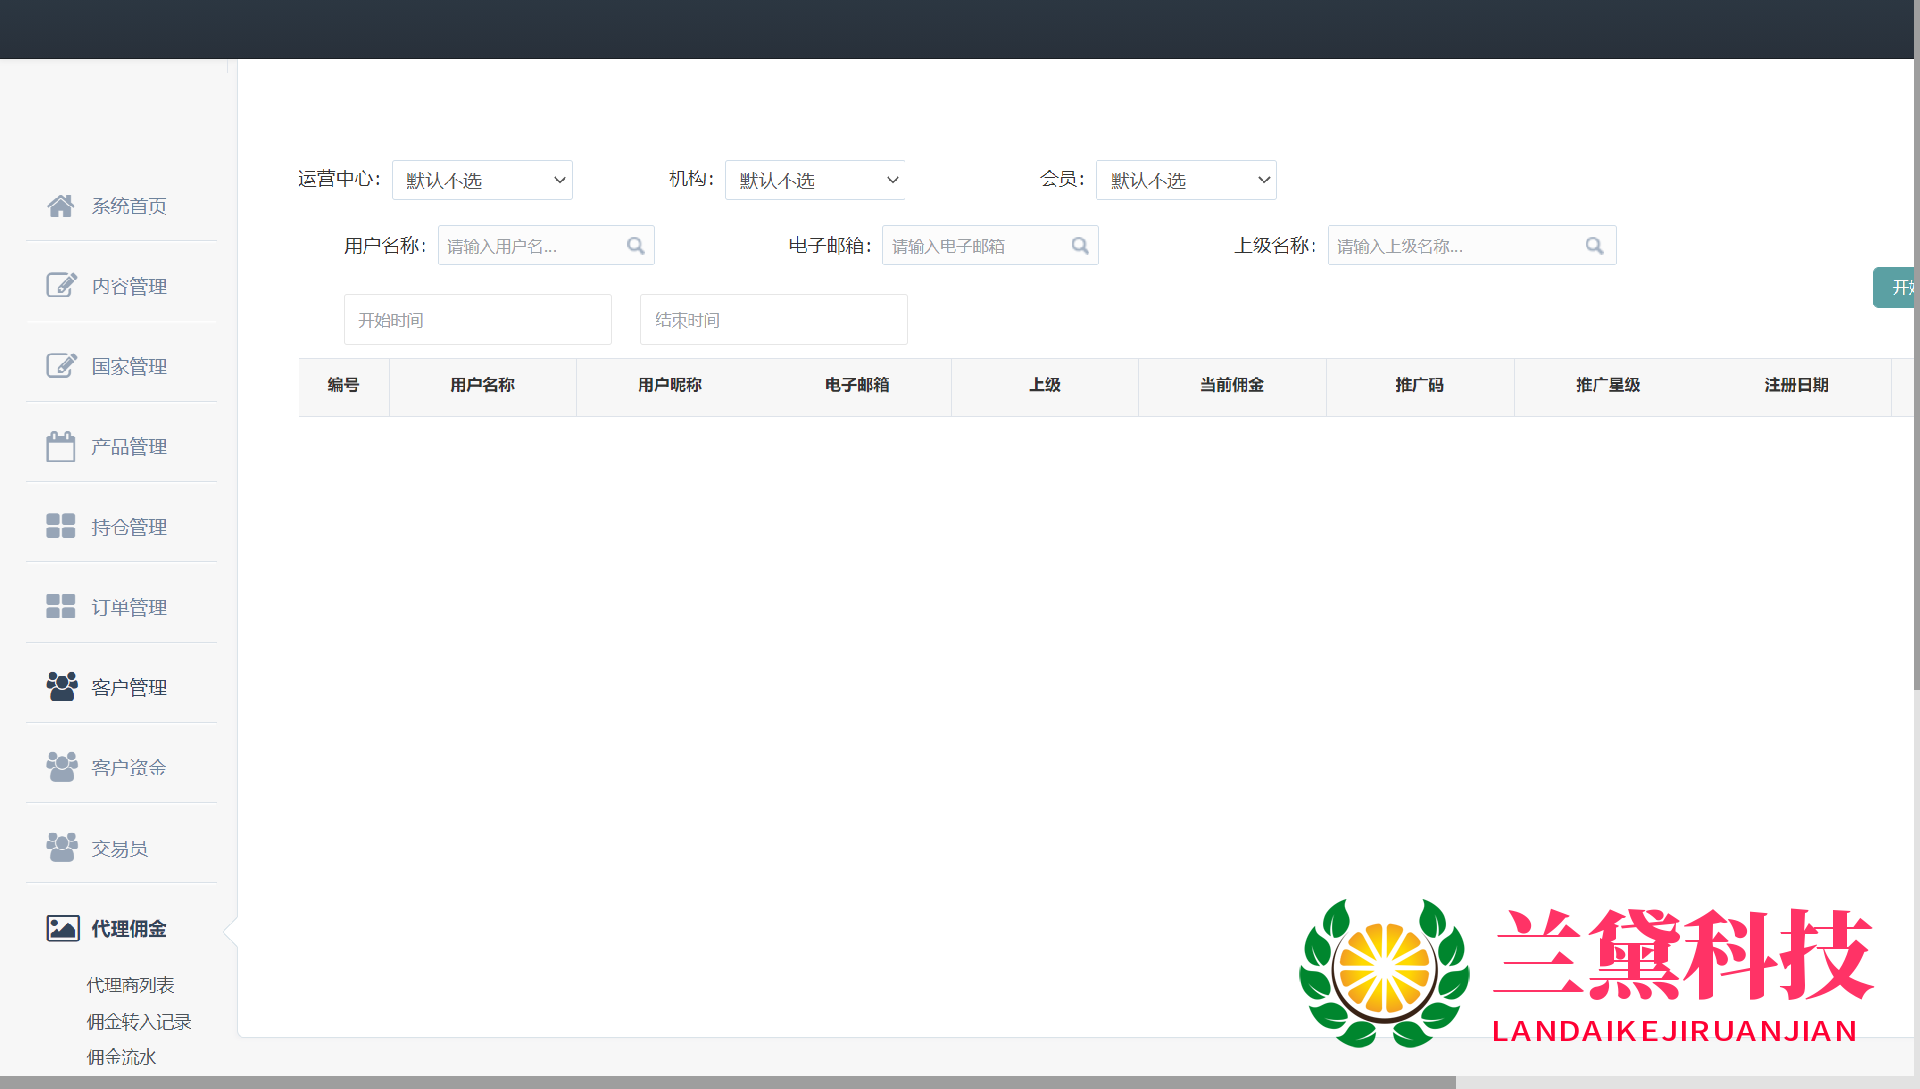 运营中心： 默认不选 机构： 默认不选 会员： 默认不选
用户名称： 请输入用户名... 电子邮箱： 请输入电子邮箱 上级名称： 请输入上级名称...
开始时间 结束时间
编号 用户名称 用户昵称 电子邮箱 上级 当前佣金 推广码 推广星级 注册日期
系统首页
内容管理
国家管理
产品管理
持仓管理
订单管理
客户管理
客户资金
交易员
代理佣金
代理商列表
佣金转入记录
佣金流水
兰黛科技
LANDAIKEJIRUANJIAN